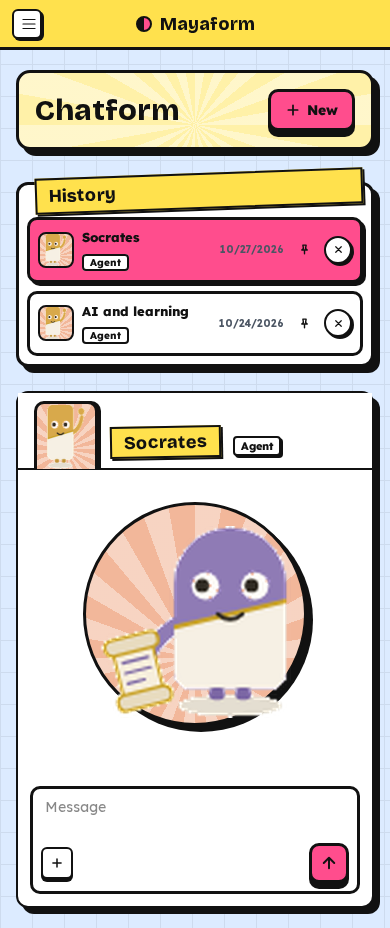 Mayaform
Chatform
New
History
Socrates
Agent
10/27/2026
AI and learning
Agent
10/24/2026
Socrates
Agent
Message